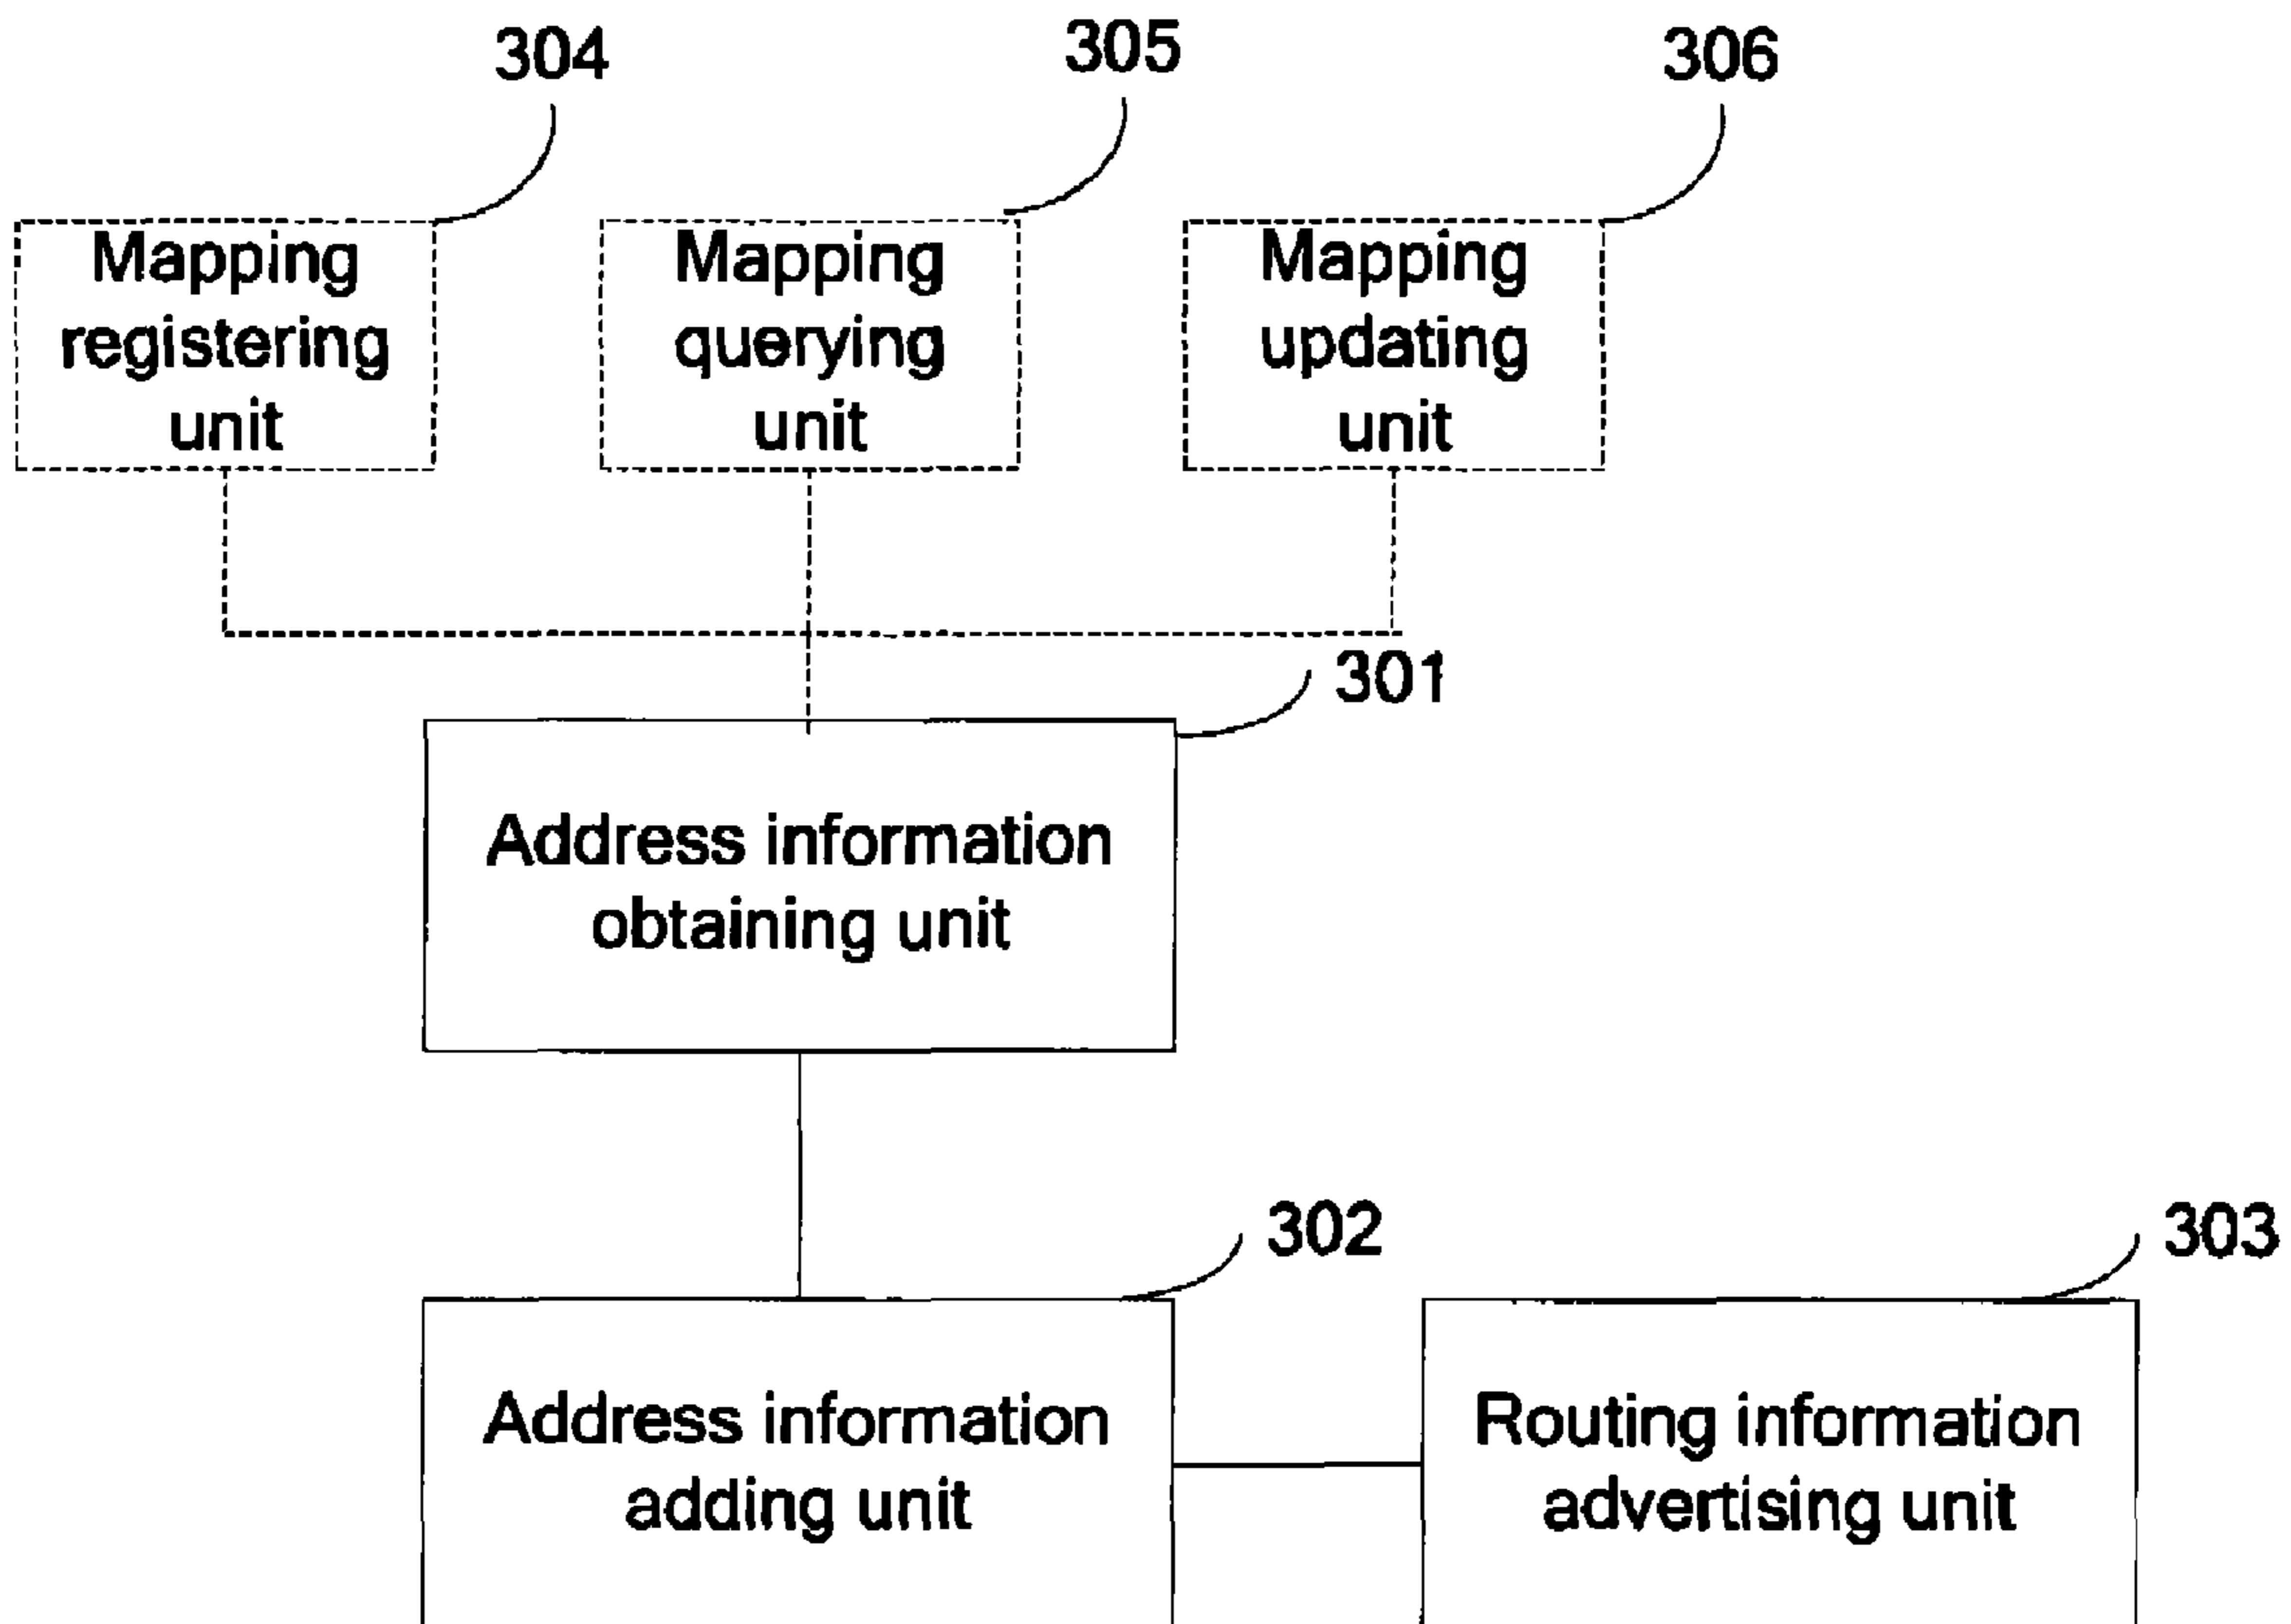 304
305
306
Mapping
registering
unit
Mapping
querying
unit
Mapping
updating
unit
301
Address information
obtaining unit
302
303
Address information
adding unit
Routing information
advertising unit